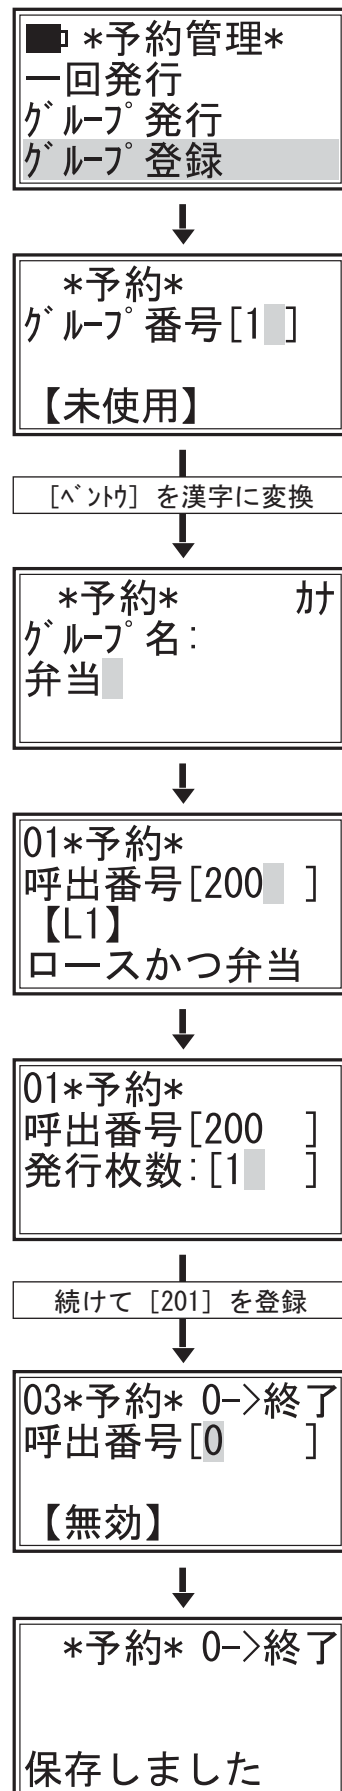 *予約管理*
一回発行
ｸﾞﾙｰﾌﾟ発行
ｸﾞﾙｰﾌﾟ登録
*予約*
ｸﾞﾙｰﾌﾟ番号[1 ]
【未使用】
[ﾍﾞﾝﾄｳ] を漢字に変換
*予約* ｶﾅ
ｸﾞﾙｰﾌﾟ名:
弁当
01*予約*
呼出番号[200 ]
【L1】
ロースかつ弁当
01*予約*
呼出番号[200 ]
発行枚数:[1 ]
続けて [201] を登録
03*予約* 0->終了
呼出番号[0 ]
【無効】
*予約* 0->終了
保存しました